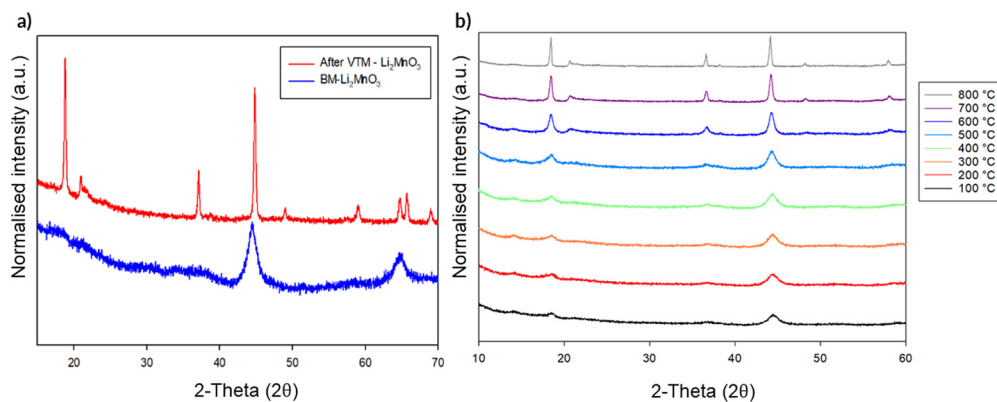 a)
Normalised intensity (a.u.)
After VTM - Li₂MnO₃
BM-Li₂MnO₃
20 30 40 50 60 70
2-Theta (2θ)
b)
Normalised intensity (a.u.)
10 20 30 40 50 60
2-Theta (2θ)
800 °C
700 °C
600 °C
500 °C
400 °C
300 °C
200 °C
100 °C